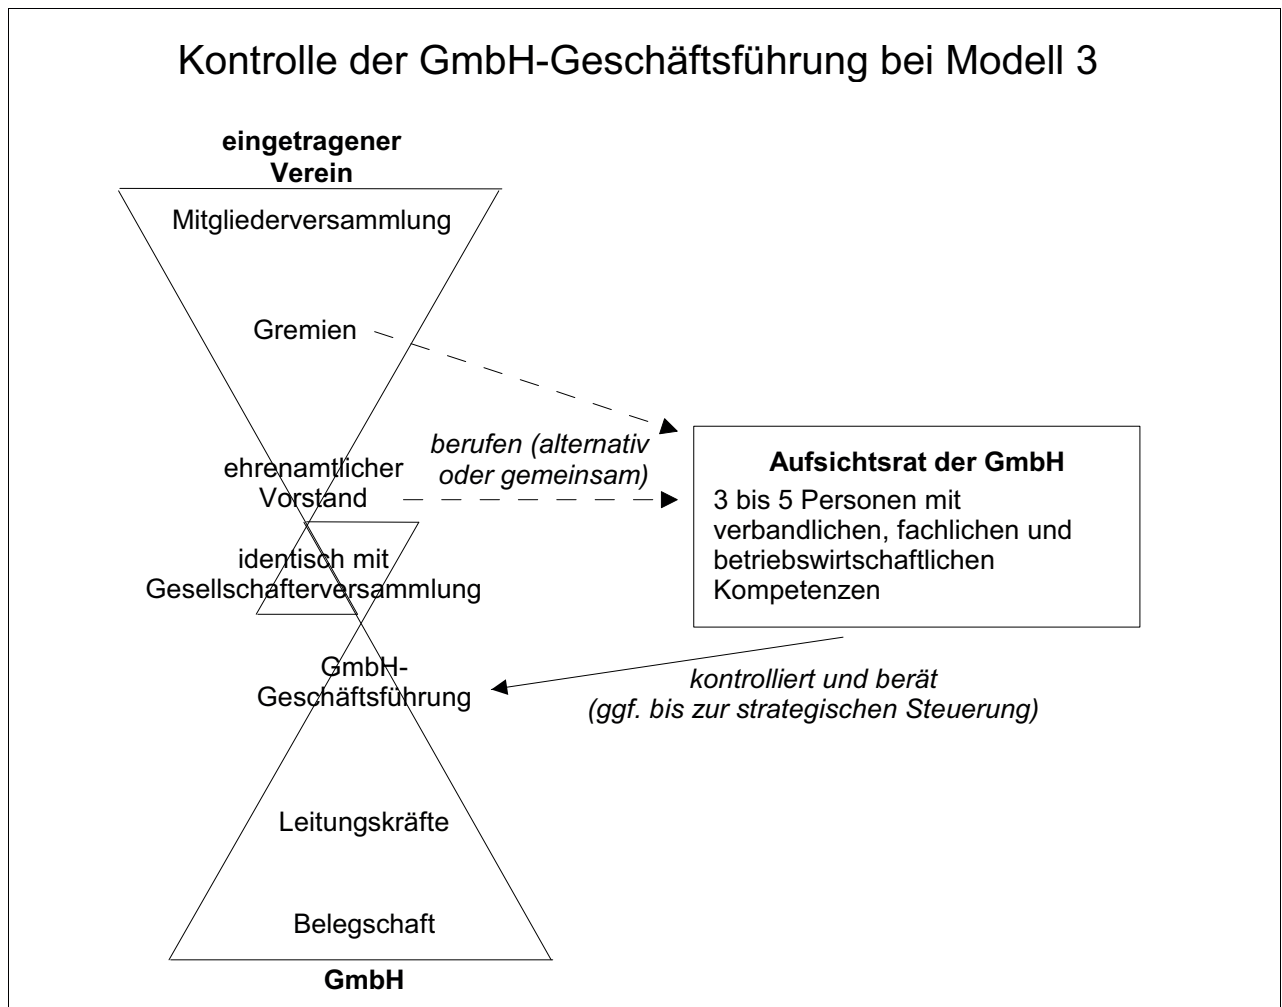 Kontrolle der GmbH-Geschäftsführung bei Modell 3
eingetragener
Verein
Mitgliederversammlung
Gremien
ehrenamtlicher
Vorstand
berufen (alternativ
oder gemeinsam)
Aufsichtsrat der GmbH
3 bis 5 Personen mit
verbandlichen, fachlichen und
betriebswirtschaftlichen
Kompetenzen
identisch mit
Gesellschafterversammlung
GmbH-
Geschäftsführung
kontrolliert und berät
(ggf. bis zur strategischen Steuerung)
Leitungskräfte
Belegschaft
GmbH